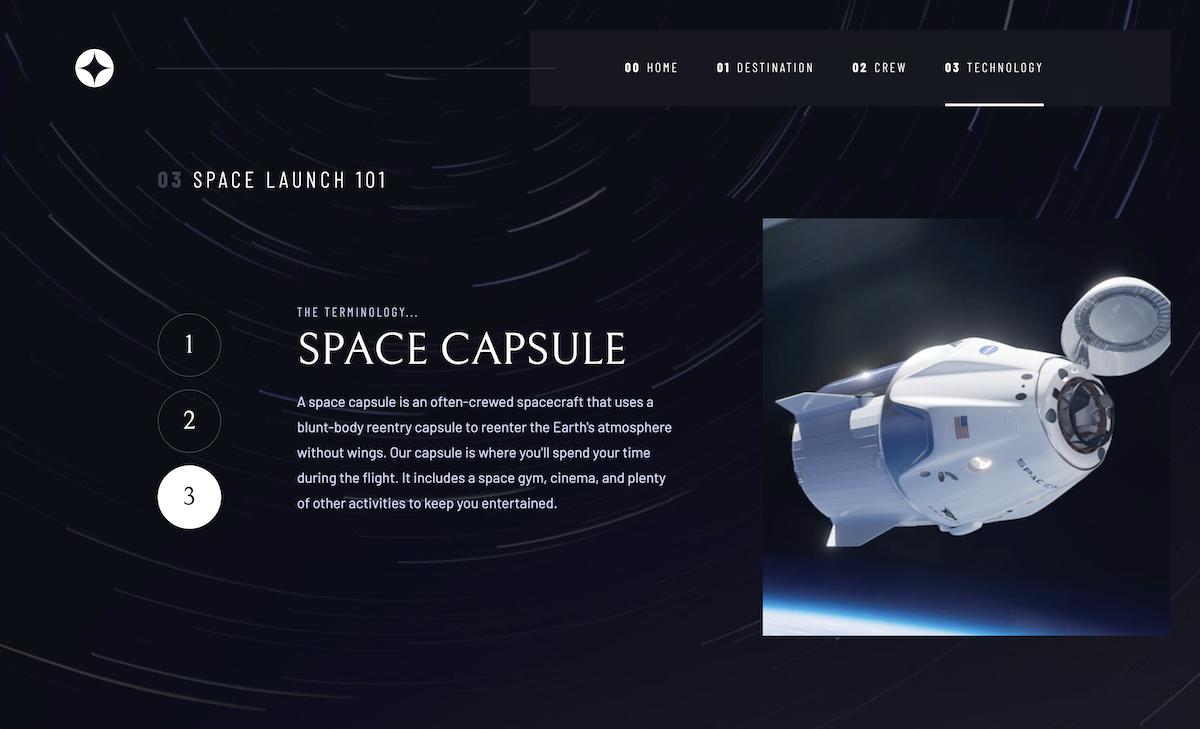 00 HOME 01 DESTINATION 02 CREW 03 TECHNOLOGY
03 SPACE LAUNCH 101
THE TERMINOLOGY...
SPACE CAPSULE
1
2
3
A space capsule is an often-crewed spacecraft that uses a
blunt-body reentry capsule to reenter the Earth's atmosphere
without wings. Our capsule is where you'll spend your time
during the flight. It includes a space gym, cinema, and plenty
of other activities to keep you entertained.